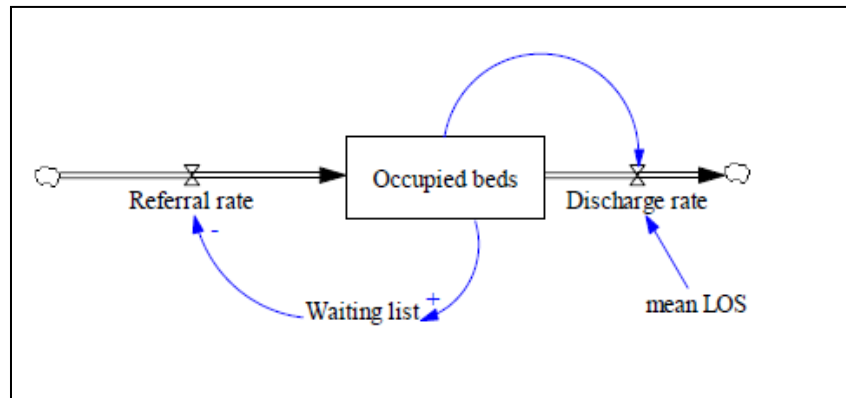 Occupied beds
Referral rate
Discharge rate
-
Waiting list
+
mean LOS